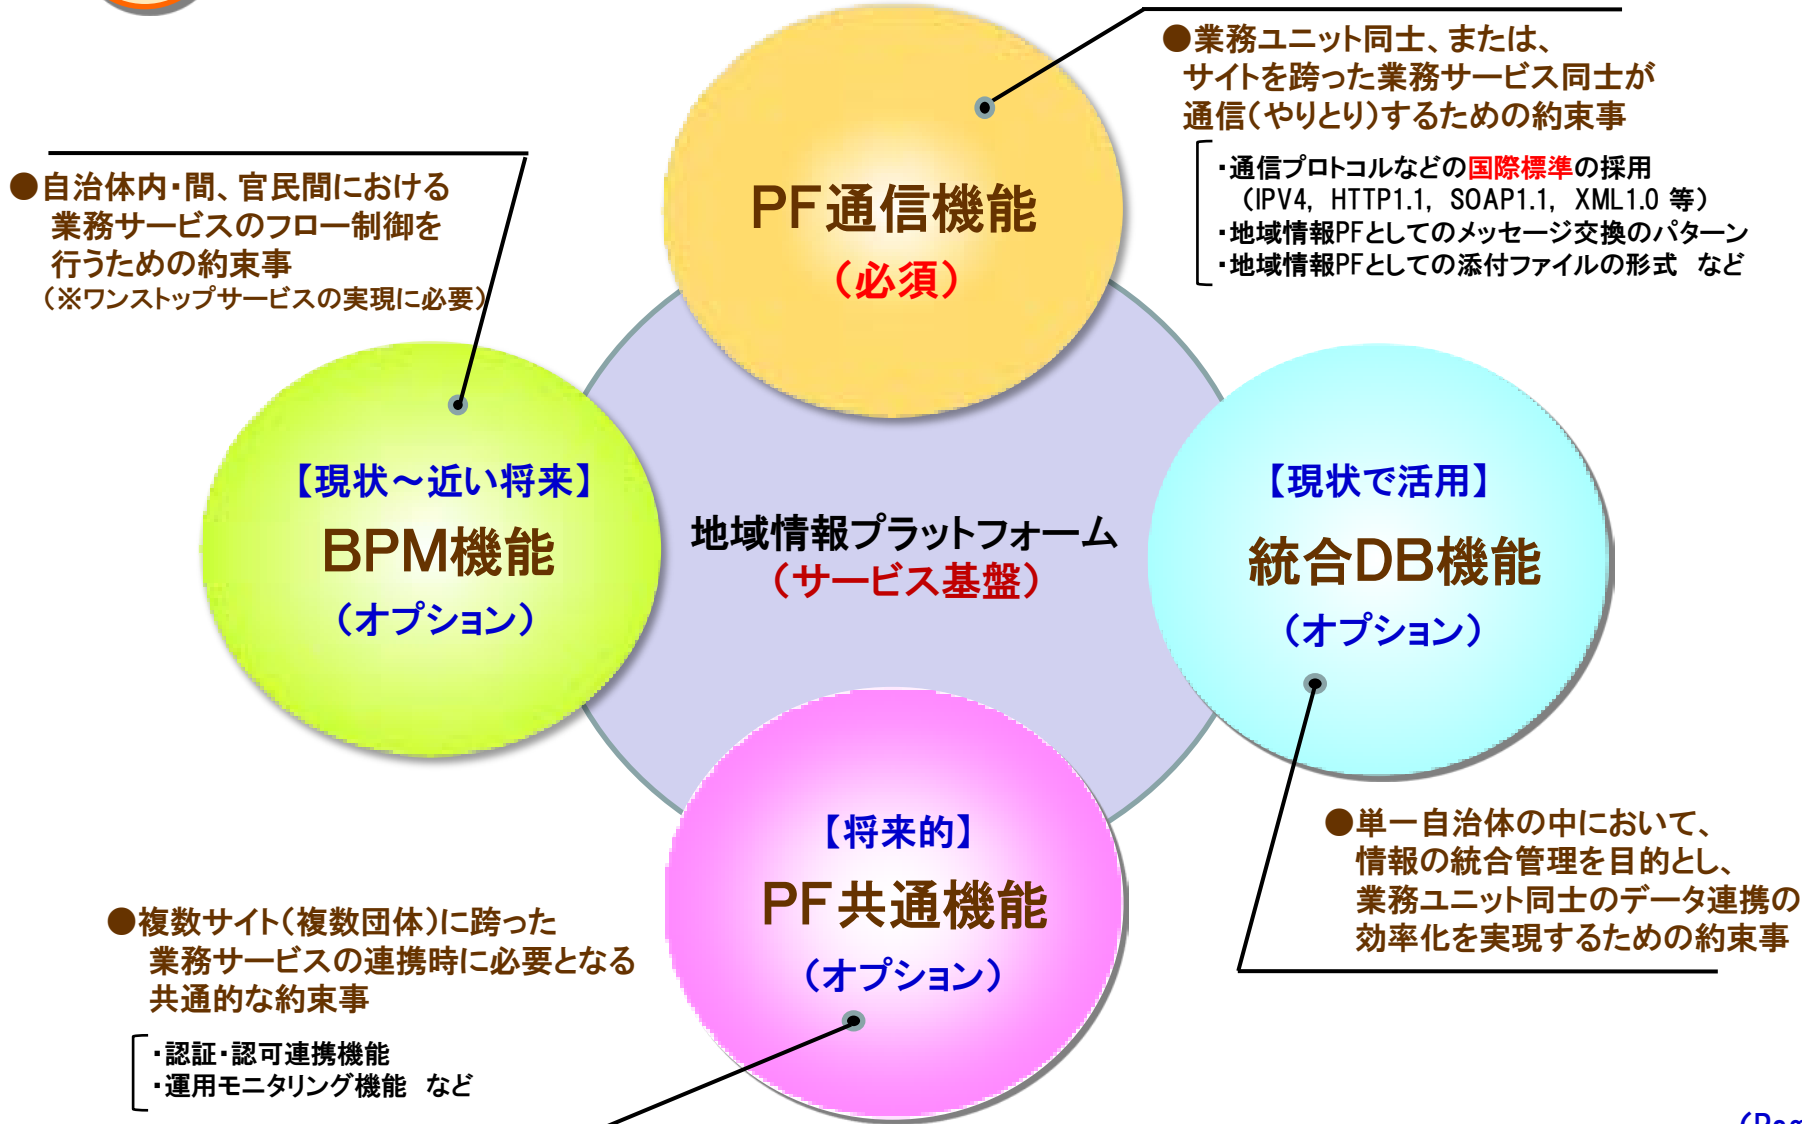 ●業務ユニット同士、または、
サイトを跨った業務サービス同士が
通信(やりとり)するための約束事
・通信プロトコルなどの国際標準の採用
(IPV4, HTTP1.1, SOAP1.1, XML1.0 等)
・地域情報PFとしてのメッセージ交換のパターン
・地域情報PFとしての添付ファイルの形式 など
●自治体内・間、官民間における
業務サービスのフロー制御を
行うための約束事
(※ワンストップサービスの実現に必要)
PF通信機能
(必須)
【現状～近い将来】
BPM機能
(オプション)
地域情報プラットフォーム
(サービス基盤)
【現状で活用】
統合DB機能
(オプション)
【将来的】
PF共通機能
(オプション)
●単一自治体の中において、
情報の統合管理を目的とし、
業務ユニット同士のデータ連携の
効率化を実現するための約束事
●複数サイト(複数団体)に跨った
業務サービスの連携時に必要となる
共通的な約束事
・認証・認可連携機能
・運用モニタリング機能 など